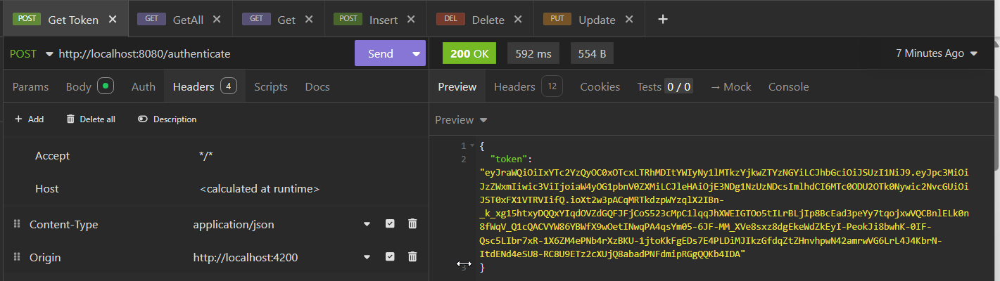 POST Get Token GET GetAll GET Get POST Insert DEL Delete PUT Update
POST http://localhost:8080/authenticate Send 200 OK 592 ms 554 B 7 Minutes Ago
Params Body Auth Headers 4 Scripts Docs
Preview Headers 12 Cookies Tests 0 / 0 → Mock Console
+ Add Delete all Description
Preview
Accept */*
Host <calculated at runtime>
Content-Type application/json
Origin http://localhost:4200
1 {
2 "token":
"eyJraWQiOiIxYTc2YzQyOC0xOTcxLTRhMDItYWIyNy1lMTkzYjkwZTYzNGYiLCJhbGciOiJSUzI1NiJ9.eyJpc3MiOi
JzZWxmIiwic3ViIjoiaW4yOG1pbnV0ZXMiLCJleHAiOjE3NDg1NzUzNDcsImlhdCI6MTc0ODU2OTk0Nywic2NvcGUiOi
JST0xFX1VTRVIifQ.ioXt2w3pACqMRTkdzpWYzqlX2IBn-
_k_xg15htxyDQQxYIqdOVZdGQFJFjCoS523cMpC1lqqJhXWEIGTOo5tILrBLjIp8BcEad3peYy7tqojxwVQCBnlELk0n
8fWqV_Q1cQACVYW86YBWfX9wOetINwqPA4qsYm05-6JF-MM_XVe8sxz8dgEkeWdZkEyI-PeokJi8bwhK-0IF-
Qsc5LIbr7xR-1X6ZM4ePNb4rXzBKU-1jtoKkFgEDs7E4PLDiMJIkzGfdqZtZHnvhpwN42amrwVG6LrL4J4KbrN-
ItdENd4eSU8-RC8U9ETz2cXUjQ8abadPNFdmipRGgQQKb4IDA"
3 }